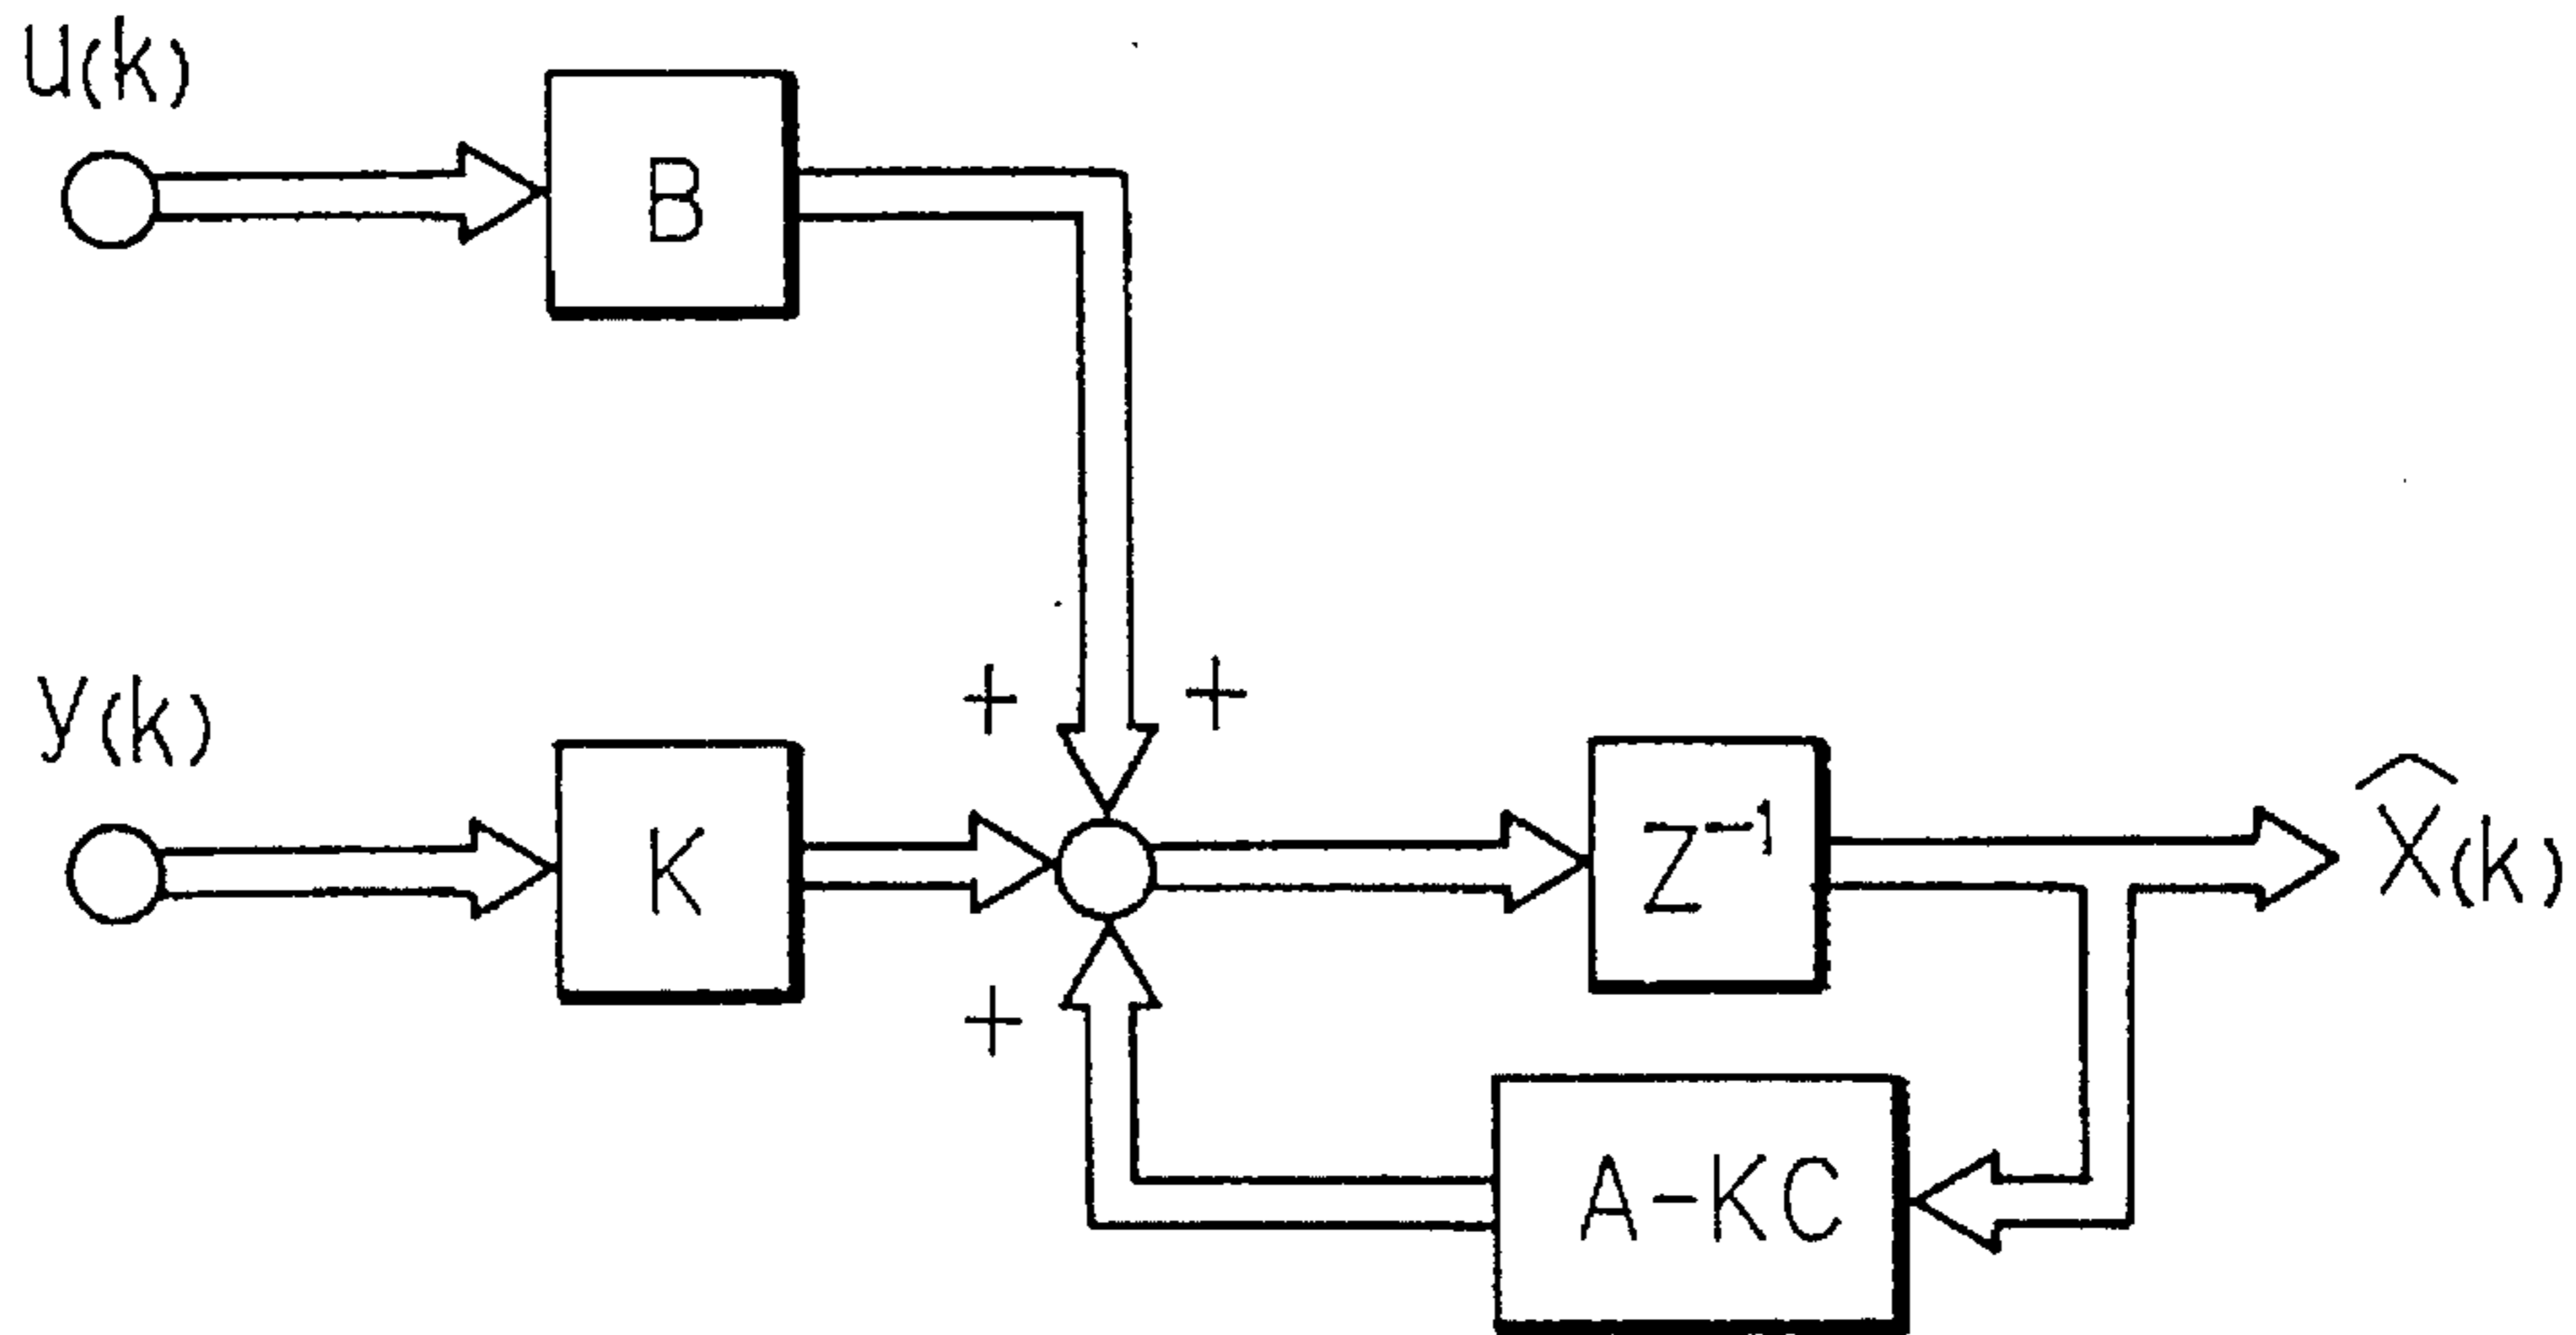 u(k)
B
y(k)
+ +
K
Z⁻¹
X̂(k)
+
A-KC